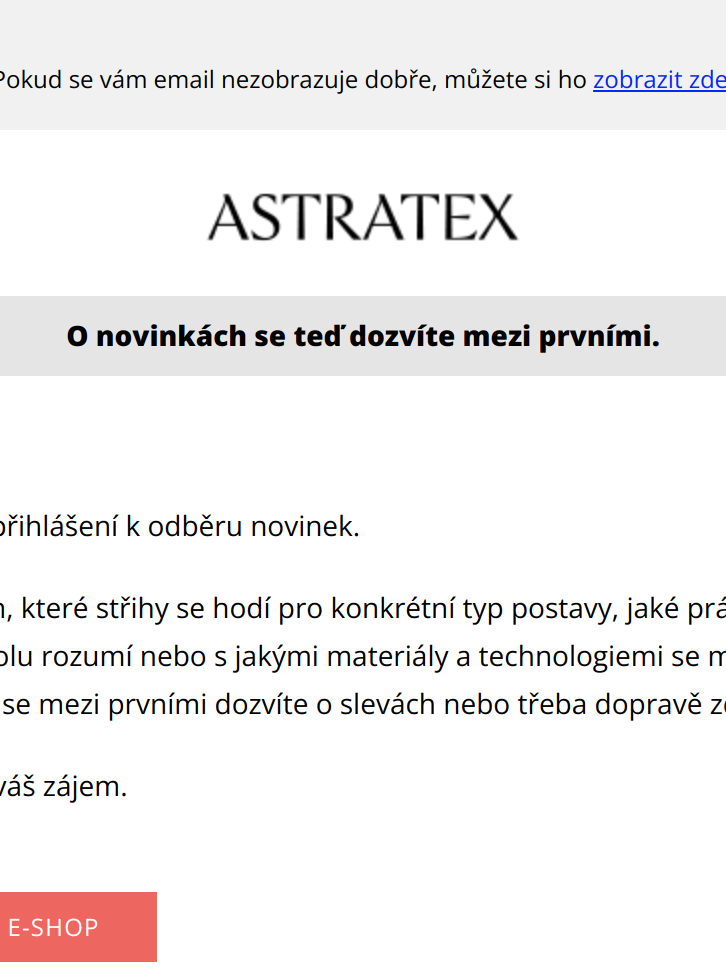 Pokud se vám email nezobrazuje dobře, můžete si ho zobrazit zde
ASTRATEX
O novinkách se teď dozvíte mezi prvními.
přihlášení k odběru novinek.
, které střihy se hodí pro konkrétní typ postavy, jaké
rozumí nebo s jakými materiály a technologiemi se
se mezi prvními dozvíte o slevách nebo třeba dopravě
váš zájem.
E-SHOP